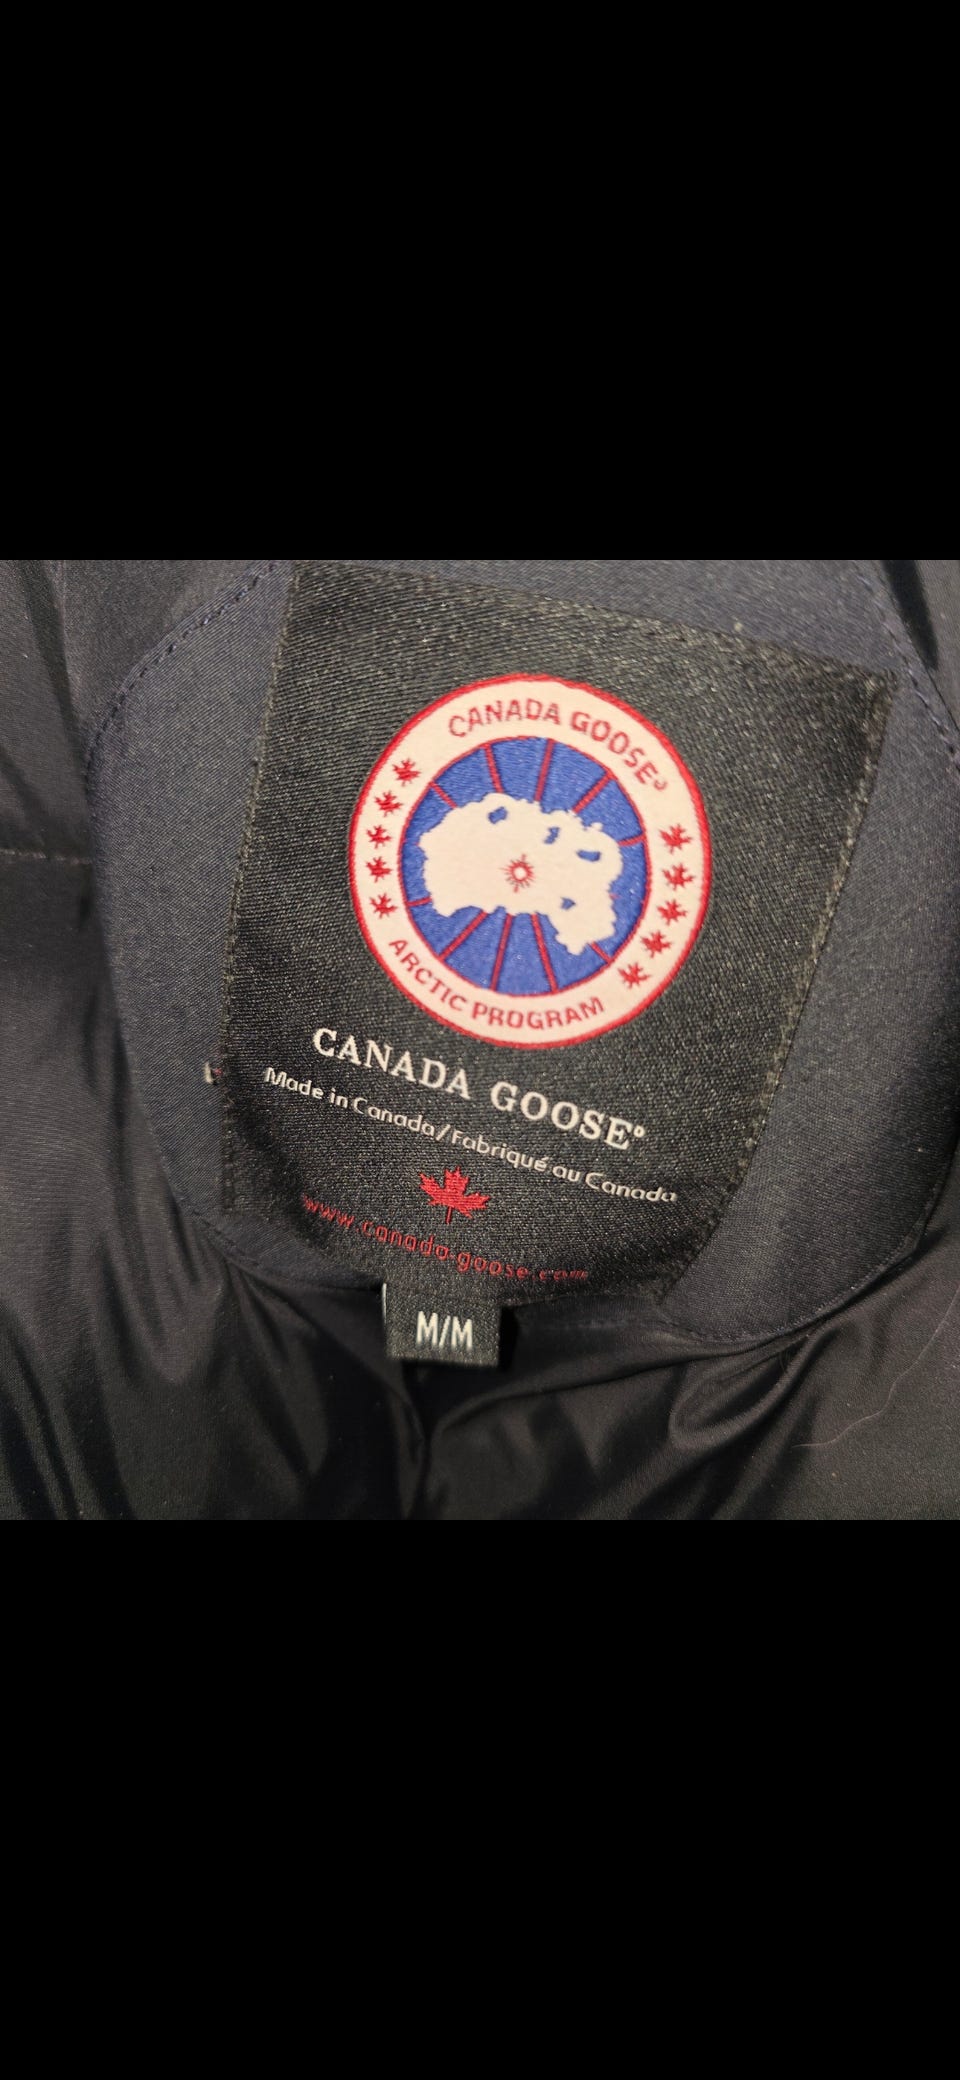 CANADA GOOSE®
ARCTIC PROGRAM
CANADA GOOSE®
Made in Canada/Fabriqué au Canada
www.canada-goose.com
M/M